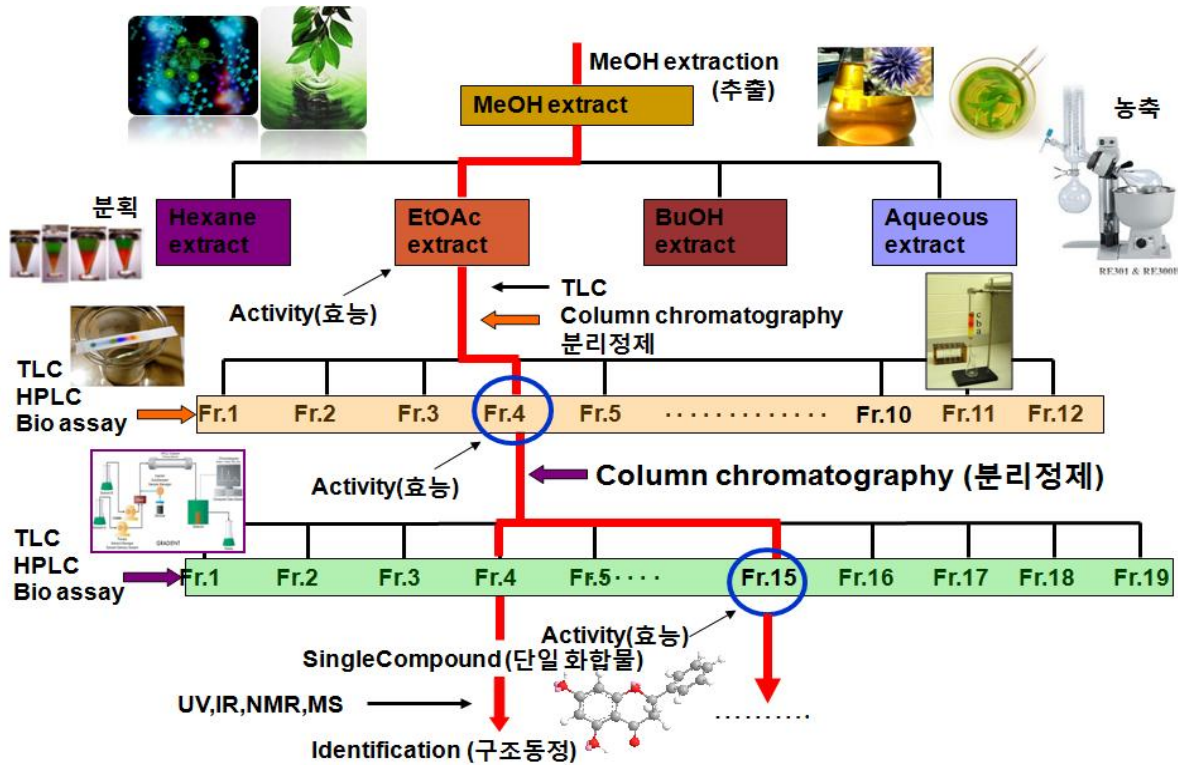 MeOH extraction
(추출)
MeOH extract
농축
분획
Hexane
extract
EtOAc
extract
BuOH
extract
Aqueous
extract
RE301 & RE300B
Activity(효능)
TLC
Column chromatography
분리정제
c
b
a
TLC
HPLC
Bio assay
Fr.1 Fr.2 Fr.3 Fr.4 Fr.5 . . . . . . . . . . . . . . Fr.10 Fr.11 Fr.12
Activity(효능)
Column chromatography (분리정제)
GRADIENT
TLC
HPLC
Bio assay
Fr.1 Fr.2 Fr.3 Fr.4 Fr.5 . . . . Fr.15 Fr.16 Fr.17 Fr.18 Fr.19
Activity(효능)
SingleCompound (단일 화합물)
UV,IR,NMR,MS
. . . . . . . . .
Identification (구조동정)